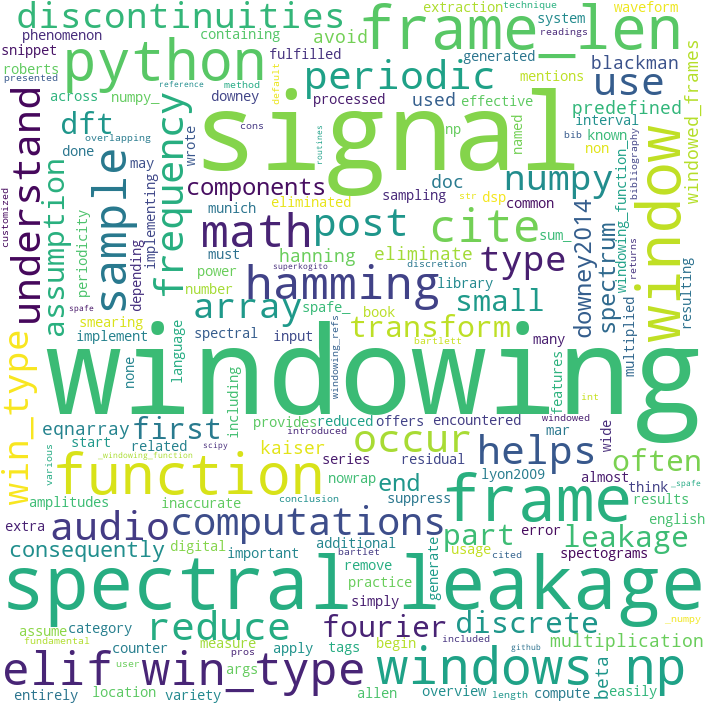 discontinuities
frame_len
extraction
technique
waveform
phenomenon
containing
avoid
system
readings
python
generated
snippet
fulfilled
periodic
blackman
presented
roberts
across
numpy_
downey
default
processed
effective
mentions
use
window
windowed_frames
reference
method
used
predefined
understand
dft
overlapping
signal
np
interval
done
wrote
cons
named
bib
known
non
bibliography
assumption
sample
frequency
may
routines
doc
numpy
windowing_function_
components
sampling
common
munich
eliminated
str
dsp
customized
periodicity
depending
implementing
math
post
cite
sum_
downey2014
spectrum
returns
must
superkogito
discretion
hanning
eliminate
type
multiplied
resulting
power
hamming
library
number
array
small
spafe
smearing
spafe_
book
transform
many
implement
spectral
input
bartlett
windowing
win_type
none
language
windowing_refs
features
int
including
provides
reduced
offers
encountered
windowed
eqnarray
first
introduced
occur
helps
mar
wide
often
start
related
scipy
kaiser
series
residual
lyon2009
almost
various
_windowing_function
nowrap
think
_spafe
function
end
suppress
results
amplitudes
inaccurate
conclusion
frame
english
extra
audio
computations
part
error
leakage
cited
consequently
digital
important
additional
bartlet
usage
spectograms
remove
generate
spectral leakage
practice
_numpy
category
reduce
simply
fourier
discrete
assume
counter
measure
apply
tags
begin
multiplication
fundamental
user
pros
included
github
elif win_type
args
windows np
beta
entirely
location
variety
allen
overview
length
compute
easily